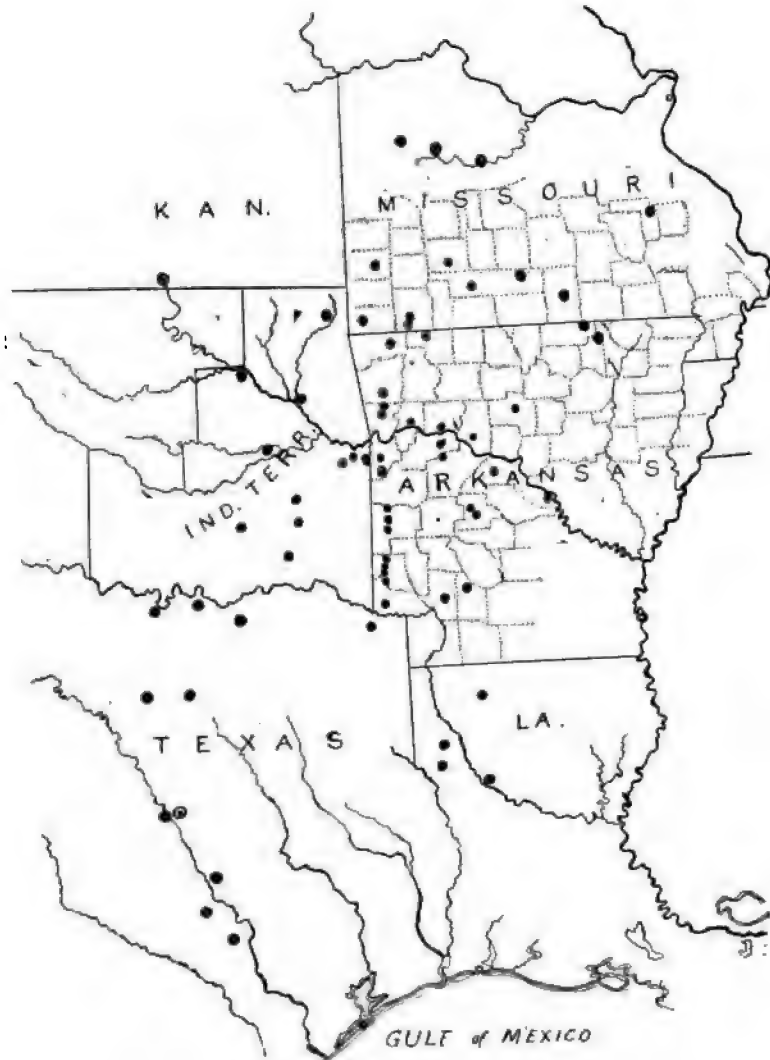 MISSOURI
KAN.
IND. TERR.
ARKANSAS
LA.
TEXAS
GULF of MEXICO